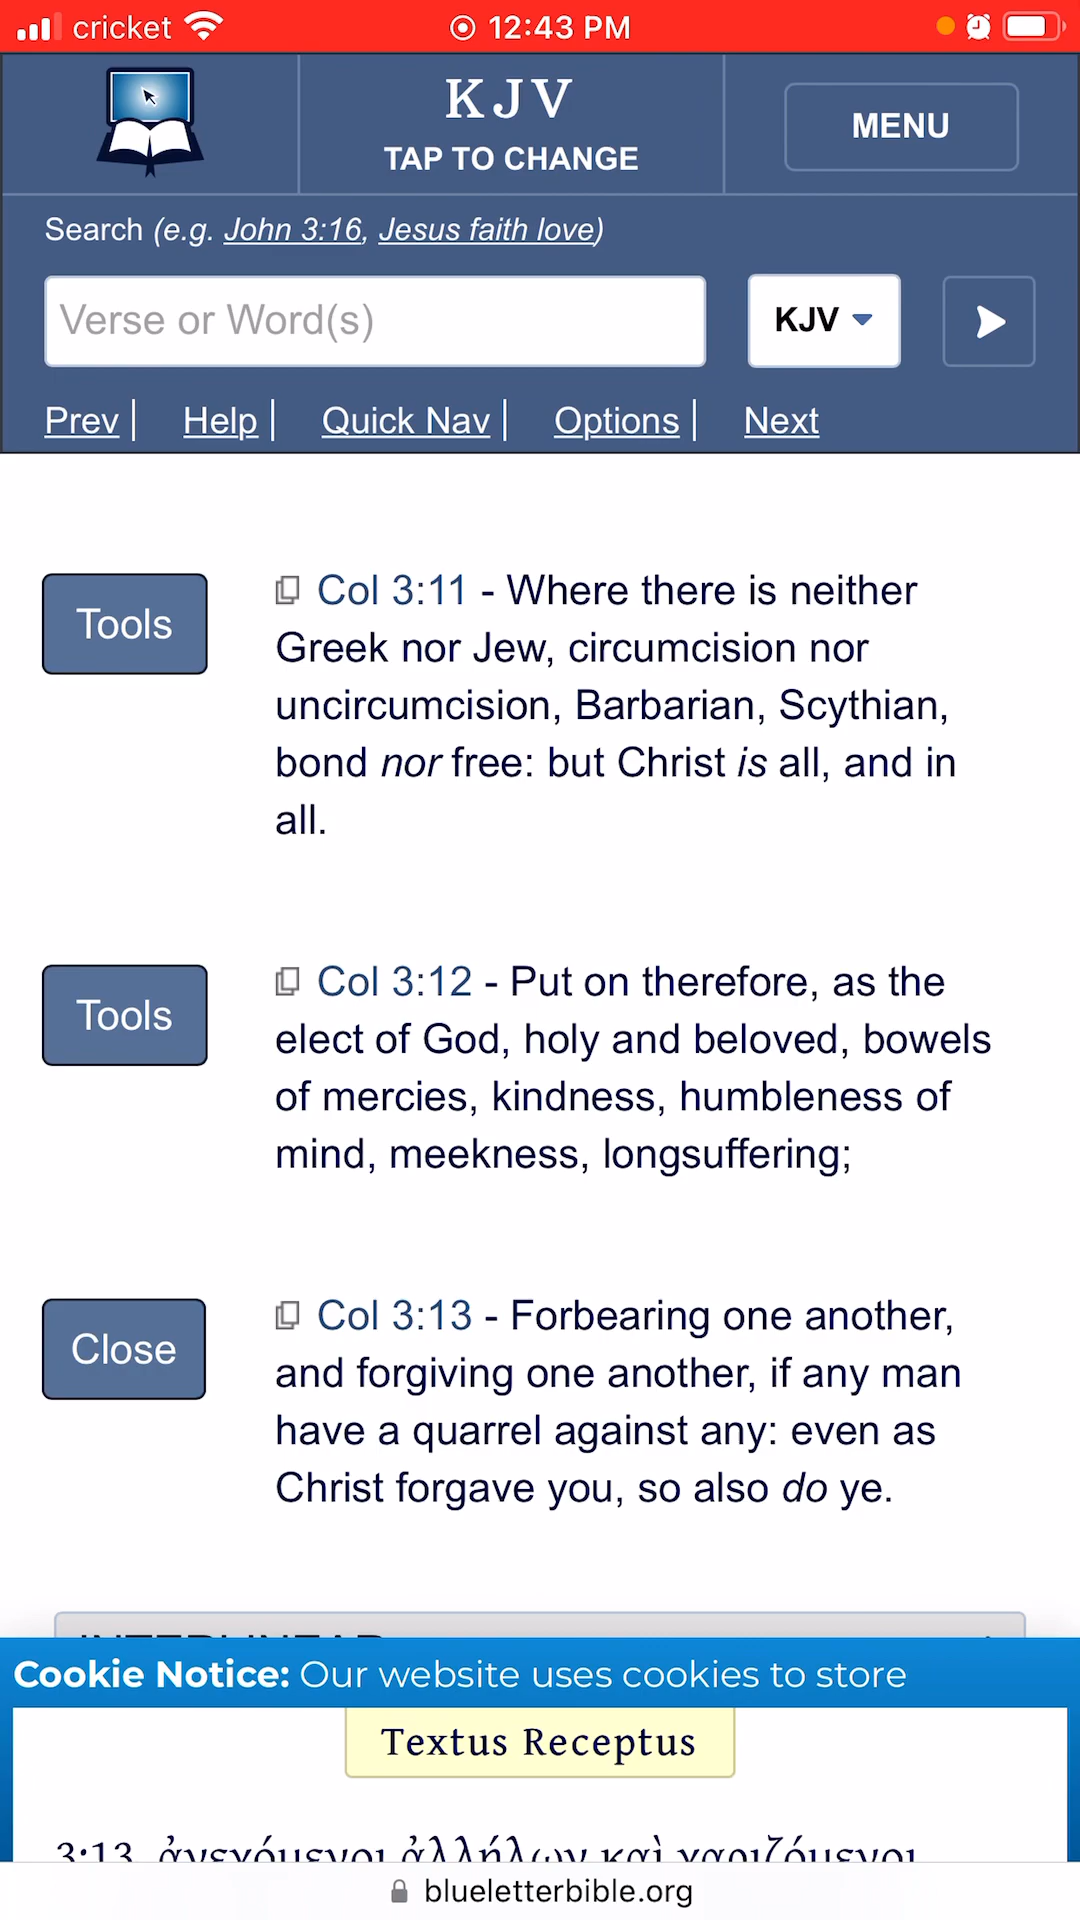 cricket 12:43 PM
KJV
TAP TO CHANGE
MENU
Search (e.g. John 3:16, Jesus faith love)
Verse or Word(s)
KJV
Prev | Help | Quick Nav | Options | Next
Tools
Col 3:11 - Where there is neither
Greek nor Jew, circumcision nor
uncircumcision, Barbarian, Scythian,
bond nor free: but Christ is all, and in
all.
Tools
Col 3:12 - Put on therefore, as the
elect of God, holy and beloved, bowels
of mercies, kindness, humbleness of
mind, meekness, longsuffering;
Close
Col 3:13 - Forbearing one another,
and forgiving one another, if any man
have a quarrel against any: even as
Christ forgave you, so also do ye.
Cookie Notice: Our website uses cookies to store
Textus Receptus
3:13 ἀνεχόμενοι ἀλλήλων καὶ χαριζόμενοι
blueletterbible.org